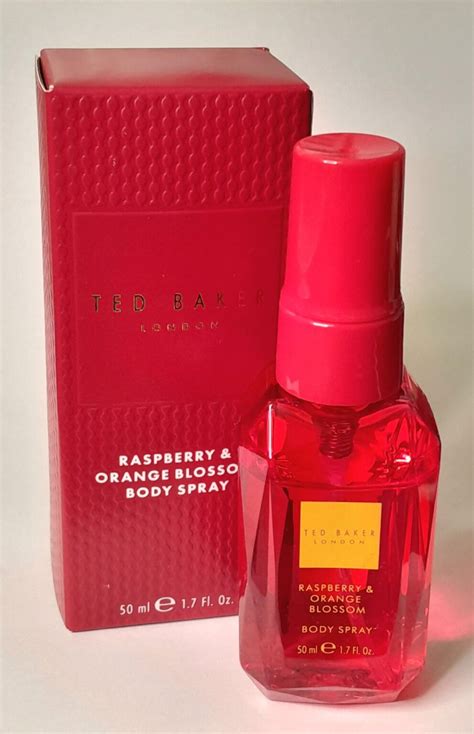 TED BAKER
LONDON
RASPBERRY &
ORANGE BLOSSO
BODY SPRAY
50 ml e 1.7 Fl. Oz.
TED BAKER
LONDON
RASPBERRY &
ORANGE
BLOSSOM
BODY SPRAY
50 ml e 1.7 Fl. Oz.